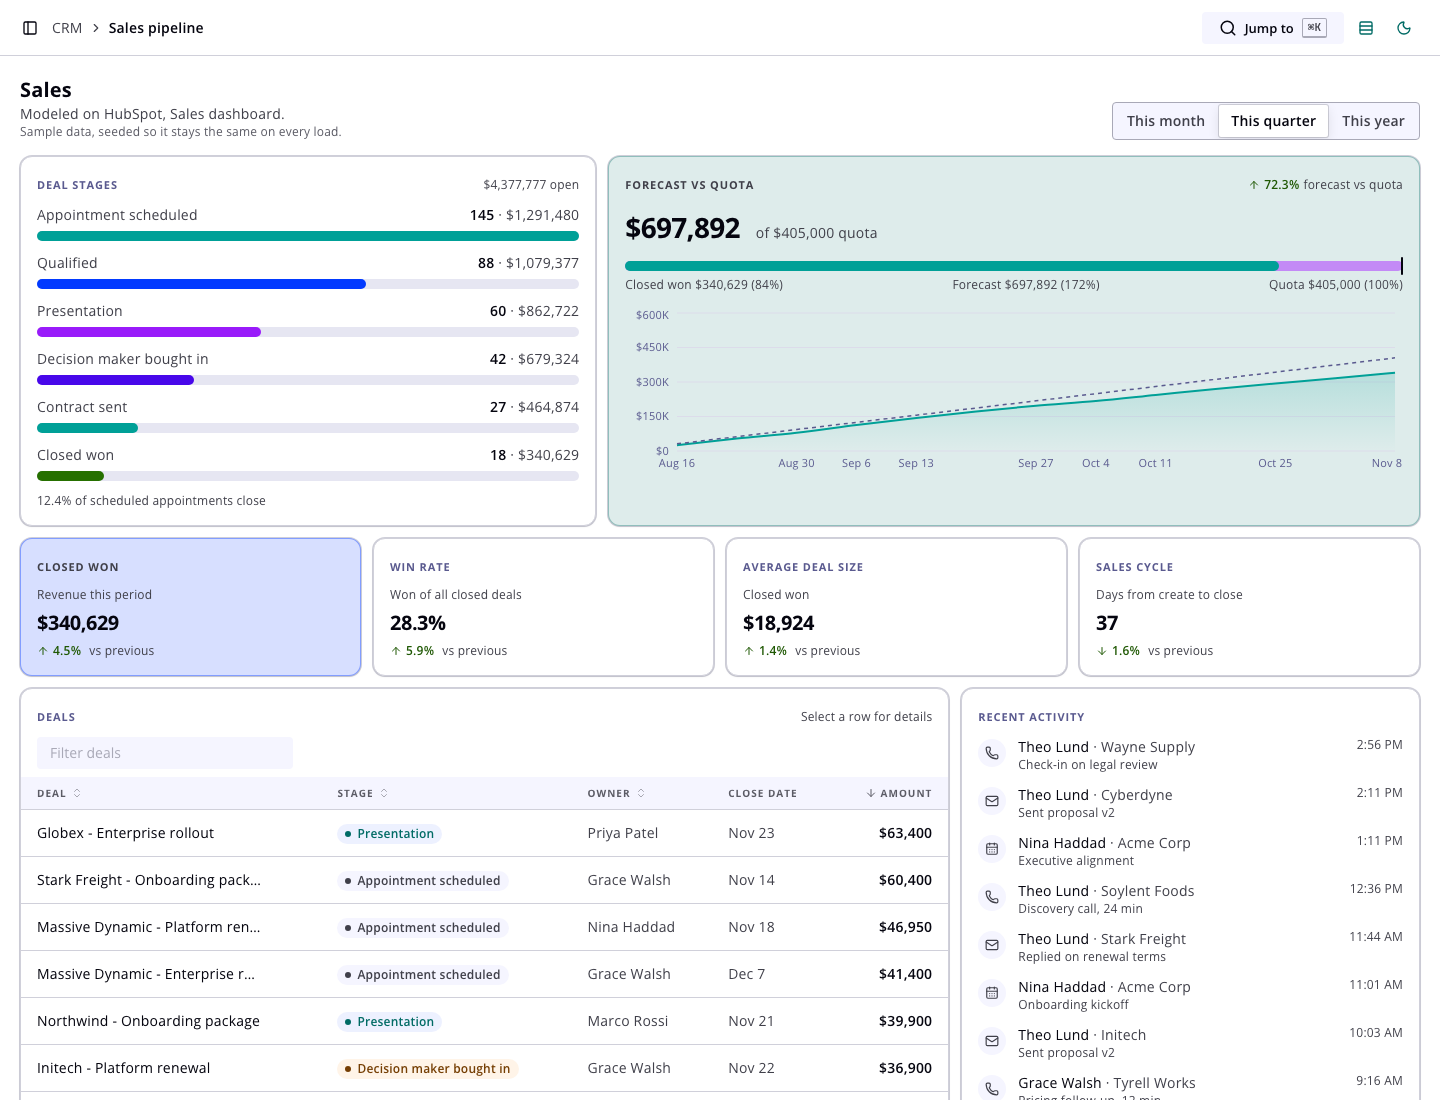 CRM > Sales pipeline
Jump to ⌘K
Sales
Modeled on HubSpot, Sales dashboard.
Sample data, seeded so it stays the same on every load.
This month This quarter This year
DEAL STAGES $4,377,777 open
Appointment scheduled 145 · $1,291,480
Qualified 88 · $1,079,377
Presentation 60 · $862,722
Decision maker bought in 42 · $679,324
Contract sent 27 · $464,874
Closed won 18 · $340,629
12.4% of scheduled appointments close
FORECAST VS QUOTA ↑ 72.3% forecast vs quota
$697,892 of $405,000 quota
Closed won $340,629 (84%) Forecast $697,892 (172%) Quota $405,000 (100%)
$600K
$450K
$300K
$150K
$0
Aug 16 Aug 30 Sep 6 Sep 13 Sep 27 Oct 4 Oct 11 Oct 25 Nov 8
CLOSED WON
Revenue this period
$340,629
↑ 4.5% vs previous
WIN RATE
Won of all closed deals
28.3%
↑ 5.9% vs previous
AVERAGE DEAL SIZE
Closed won
$18,924
↑ 1.4% vs previous
SALES CYCLE
Days from create to close
37
↓ 1.6% vs previous
DEALS Select a row for details
Filter deals
DEAL STAGE OWNER CLOSE DATE ↓ AMOUNT
Globex - Enterprise rollout Presentation Priya Patel Nov 23 $63,400
Stark Freight - Onboarding pack... Appointment scheduled Grace Walsh Nov 14 $60,400
Massive Dynamic - Platform ren... Appointment scheduled Nina Haddad Nov 18 $46,950
Massive Dynamic - Enterprise r... Appointment scheduled Grace Walsh Dec 7 $41,400
Northwind - Onboarding package Presentation Marco Rossi Nov 21 $39,900
Initech - Platform renewal Decision maker bought in Grace Walsh Nov 22 $36,900
RECENT ACTIVITY
Theo Lund · Wayne Supply 2:56 PM
Check-in on legal review
Theo Lund · Cyberdyne 2:11 PM
Sent proposal v2
Nina Haddad · Acme Corp 1:11 PM
Executive alignment
Theo Lund · Soylent Foods 12:36 PM
Discovery call, 24 min
Theo Lund · Stark Freight 11:44 AM
Replied on renewal terms
Nina Haddad · Acme Corp 11:01 AM
Onboarding kickoff
Theo Lund · Initech 10:03 AM
Sent proposal v2
Grace Walsh · Tyrell Works 9:16 AM
Pricing follow-up, 12 min